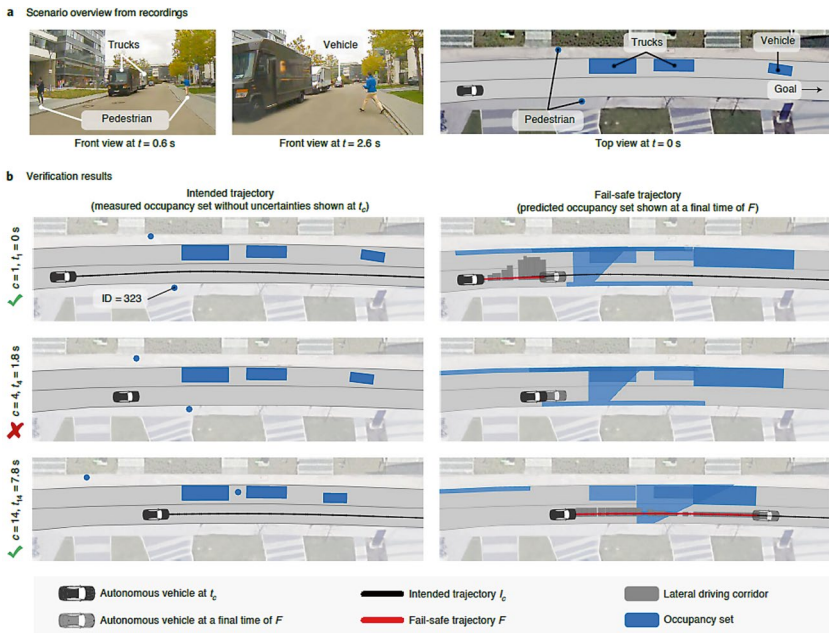 a Scenario overview from recordings
Trucks
Pedestrian
Front view at t = 0.6 s
Vehicle
Front view at t = 2.6 s
Trucks
Vehicle
Goal
Pedestrian
Top view at t = 0 s
b Verification results
Intended trajectory
(measured occupancy set without uncertainties shown at t_c)
Fail-safe trajectory
(predicted occupancy set shown at a final time of F)
c = 1, t₁ = 0 s
ID = 323
c = 4, t₄ = 1.8 s
c = 14, t₁₄ = 7.8 s
Autonomous vehicle at t_c
Intended trajectory I_c
Lateral driving corridor
Autonomous vehicle at a final time of F
Fail-safe trajectory F
Occupancy set